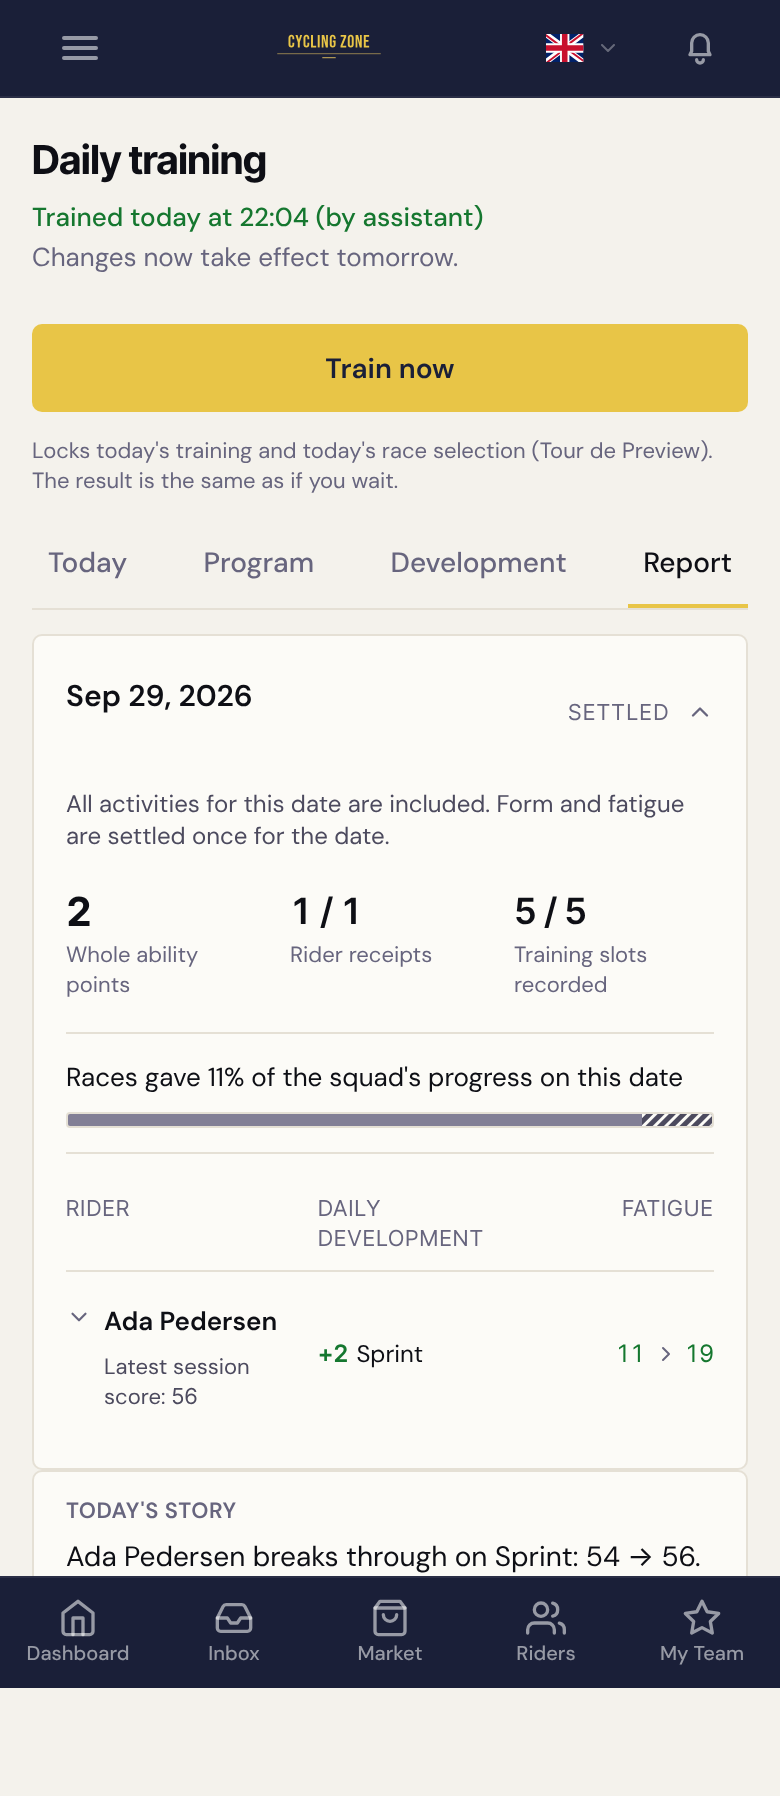 CYCLING ZONE
Daily training
Trained today at 22:04 (by assistant)
Changes now take effect tomorrow.
Train now
Locks today's training and today's race selection (Tour de Preview).
The result is the same as if you wait.
Today Program Development Report
Sep 29, 2026
SETTLED
All activities for this date are included. Form and fatigue
are settled once for the date.
2 1 / 1 5 / 5
Whole ability points Rider receipts Training slots recorded
Races gave 11% of the squad's progress on this date
RIDER DAILY DEVELOPMENT FATIGUE
Ada Pedersen
Latest session
score: 56
+2 Sprint
11 > 19
TODAY'S STORY
Ada Pedersen breaks through on Sprint: 54 → 56.
Dashboard Inbox Market Riders My Team